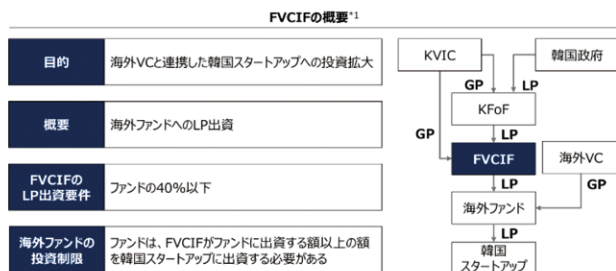 FVCIFの概要*1
目的
海外VCと連携した韓国スタートアップへの投資拡大
概要
海外ファンドへのLP出資
FVCIFの
LP出資要件
ファンドの40%以下
海外ファンドの
投資制限
ファンドは、FVCIFがファンドに出資する額以上の額
を韓国スタートアップに出資する必要がある
KVIC
韓国政府
GP
LP
KFoF
GP
LP
FVCIF
海外VC
LP
GP
海外ファンド
LP
韓国
スタートアップ